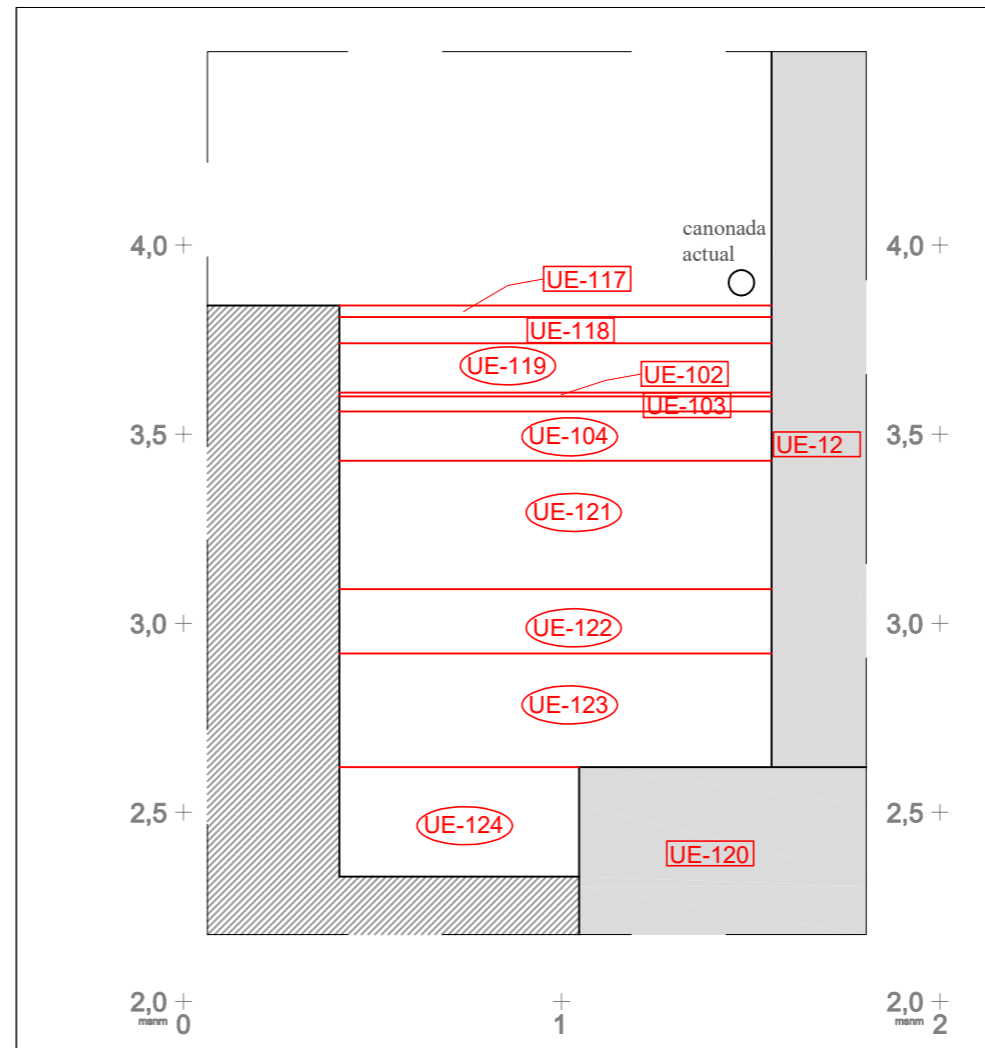 canonada
actual
4,0
4,0
UE-117
UE-118
UE-119
UE-102
UE-103
3,5
UE-104
UE-12
3,5
UE-121
3,0
UE-122
3,0
UE-123
2,5
UE-124
2,5
UE-120
2,0
2,0
msnm
0
1
msnm
2